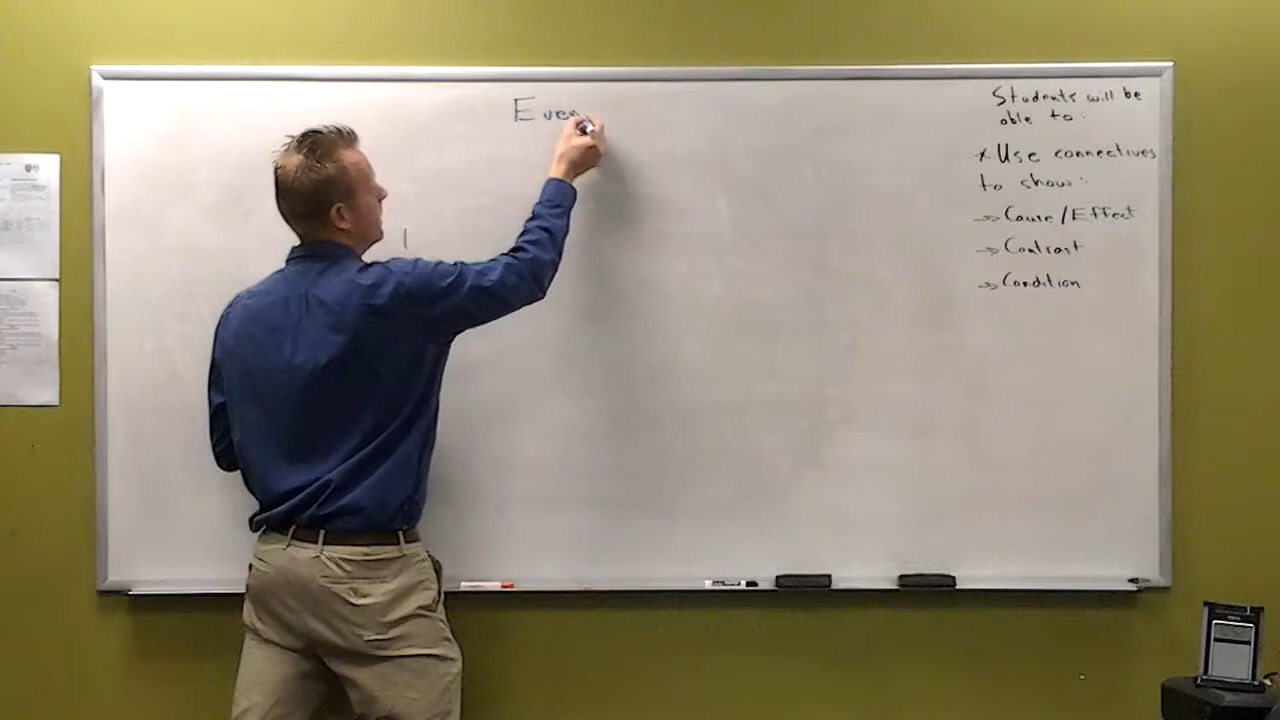 Even
Students will be
able to:
* Use connectives
to show:
->> Cause/Effect
->> Contrast
->> Condition